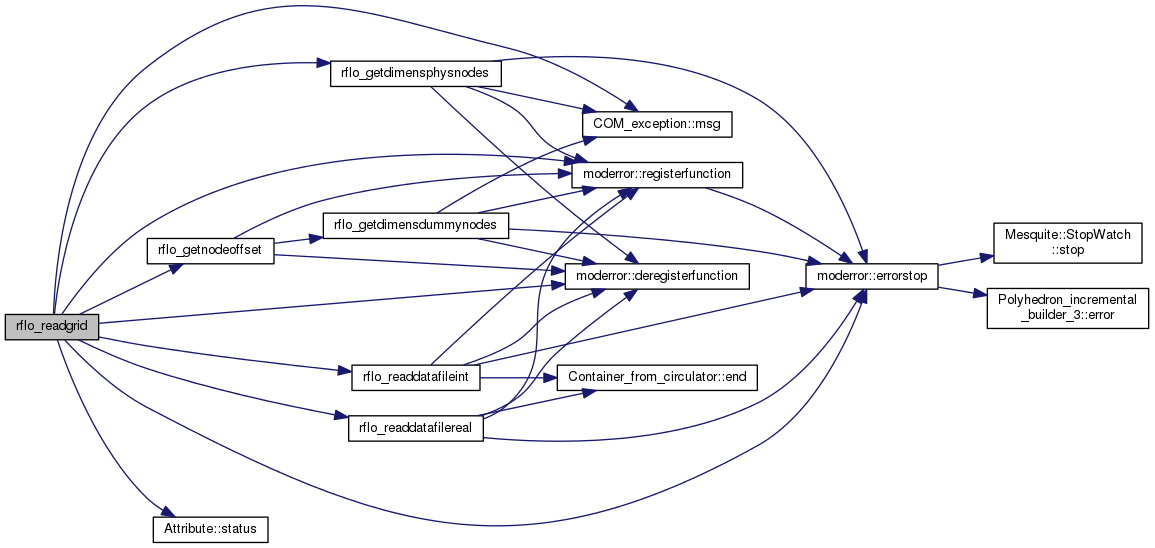 rflo_getdimensphysnodes
COM_exception::msg
moderror::registerfunction
rflo_getdimensdummynodes
rflo_getnodeoffset
Mesquite::StopWatch
::stop
moderror::deregisterfunction
moderror::errorstop
Polyhedron_incremental
_builder_3::error
rflo_readgrid
rflo_readdatafileint
Container_from_circulator::end
rflo_readdatafilereal
Attribute::status